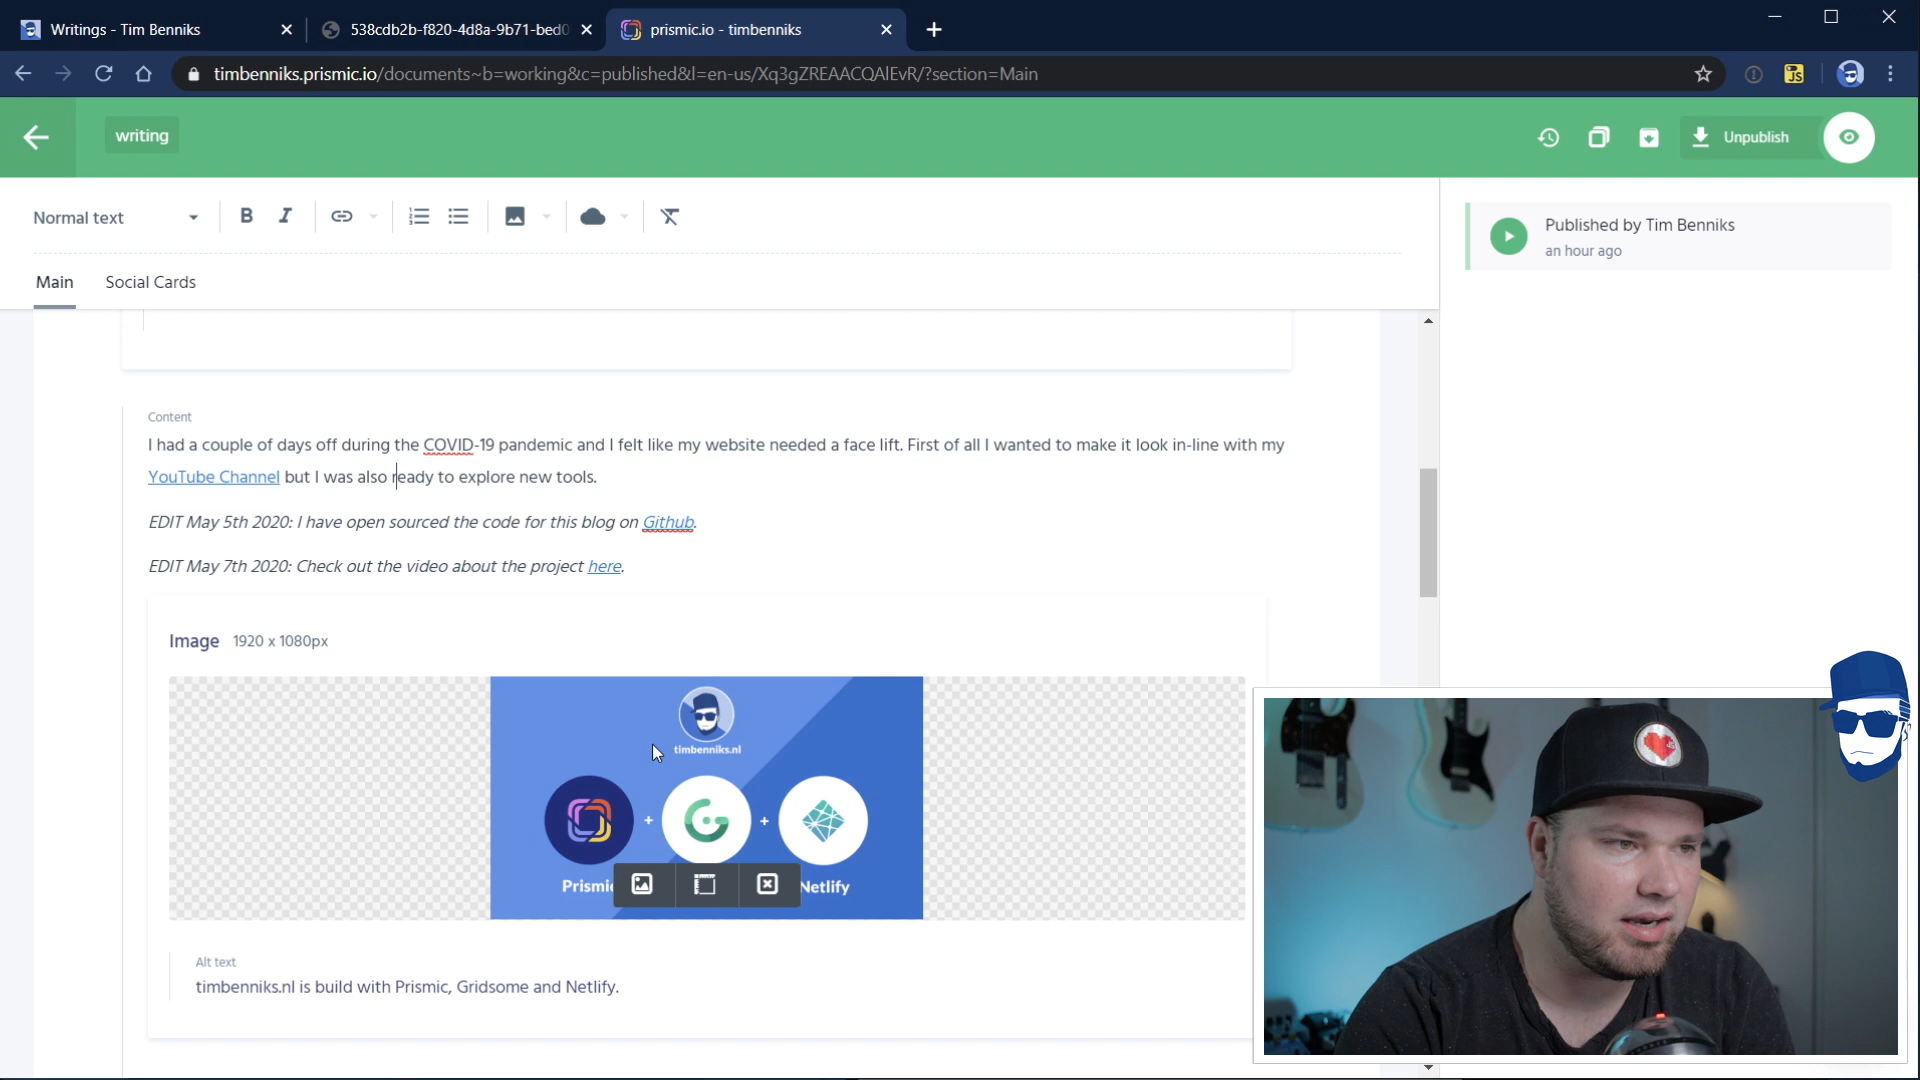 Writings - Tim Benniks
538cdb2b-f820-4d8a-9b71-bed0
prismic.io - timbenniks
timbenniks.prismic.io/documents~b=working&c=published&l=en-us/Xq3gZREAACQAlEvR/?section=Main
JS
writing
Unpublish
Normal text
B I
Published by Tim Benniks
an hour ago
Main Social Cards
Content
I had a couple of days off during the COVID-19 pandemic and I felt like my website needed a face lift. First of all I wanted to make it look in-line with my
YouTube Channel but I was also ready to explore new tools.
EDIT May 5th 2020: I have open sourced the code for this blog on Github.
EDIT May 7th 2020: Check out the video about the project here.
Image 1920 x 1080px
timbenniks.nl
+ +
Prismic Netlify
Alt text
timbenniks.nl is build with Prismic, Gridsome and Netlify.